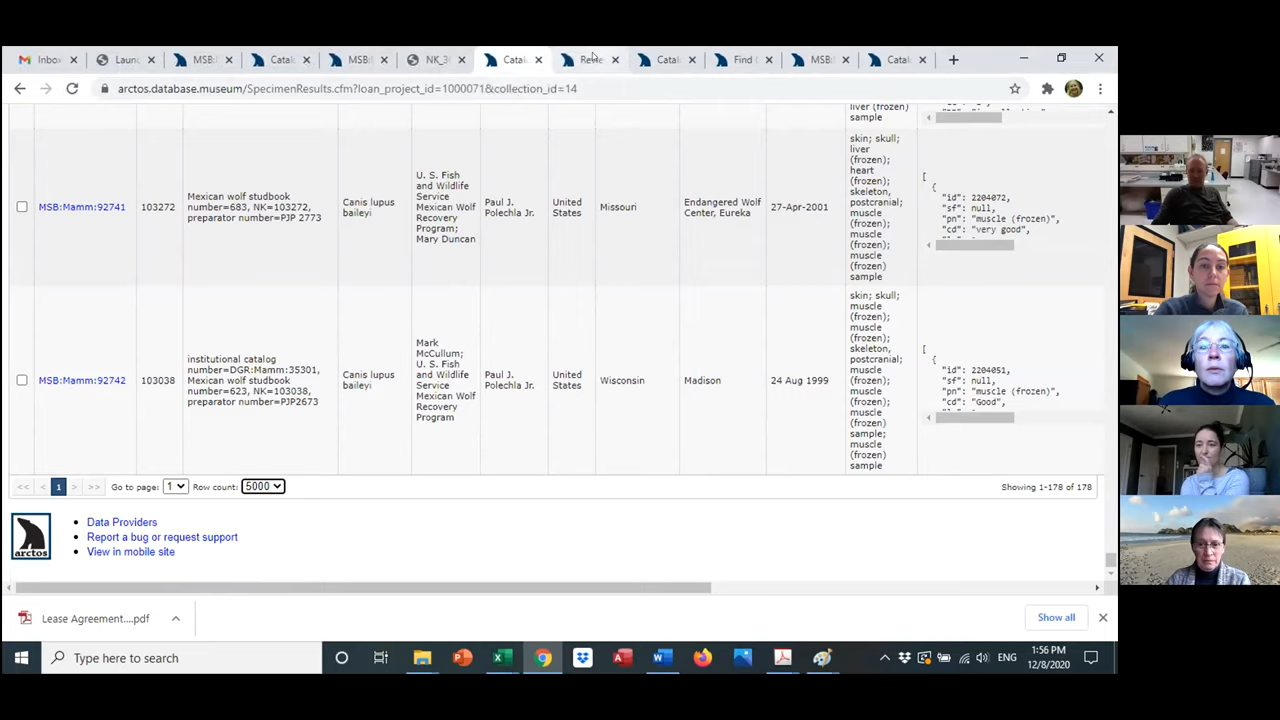 Inbox
Laun
MSB:
Catal
MSB:
NK_3
Catal
Revie
Catal
Find
MSB:
Catal
arctos.database.museum/SpecimenResults.cfm?loan_project_id=1000071&collection_id=14
liver (frozen)
sample
MSB:Mamm:92741
103272
Mexican wolf studbook
number=683, NK=103272,
preparator number=PJP 2773
Canis lupus
baileyi
U. S. Fish
and Wildlife
Service
Mexican Wolf
Recovery
Program;
Mary Duncan
Paul J.
Polechla Jr.
United
States
Missouri
Endangered Wolf
Center, Eureka
27-Apr-2001
skin; skull;
liver
(frozen);
heart
(frozen);
skeleton,
postcranial;
muscle
(frozen);
muscle
(frozen);
muscle
(frozen)
sample
[
{
"id": 2204072,
"sf": null,
"pn": "muscle (frozen)",
"cd": "very good",
MSB:Mamm:92742
103038
institutional catalog
number=DGR:Mamm:35301,
Mexican wolf studbook
number=623, NK=103038,
preparator number=PJP2673
Canis lupus
baileyi
Mark
McCullum;
U. S. Fish
and Wildlife
Service
Mexican Wolf
Recovery
Program
Paul J.
Polechla Jr.
United
States
Wisconsin
Madison
24 Aug 1999
skin; skull;
muscle
(frozen);
muscle
(frozen);
skeleton,
postcranial;
muscle
(frozen);
muscle
(frozen);
muscle
(frozen)
sample;
muscle
(frozen)
sample
[
{
"id": 2204051,
"sf": null,
"pn": "muscle (frozen)",
"cd": "Good",
<< < 1 > >> Go to page: 1 Row count: 5000 Showing 1-178 of 178
arctos
Data Providers
Report a bug or request support
View in mobile site
Lease Agreement....pdf
Show all
Type here to search
ENG
1:56 PM
12/8/2020